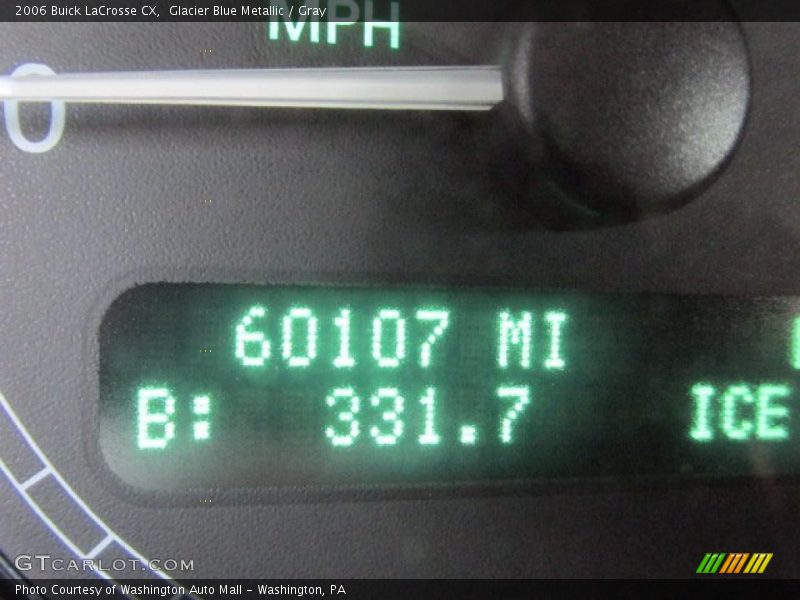 2006 Buick LaCrosse CX,  Glacier Blue Metallic / Gray
MPH
0
60107 MI
B: 331.7 ICE
GTCARLOT.COM
Photo Courtesy of Washington Auto Mall - Washington, PA